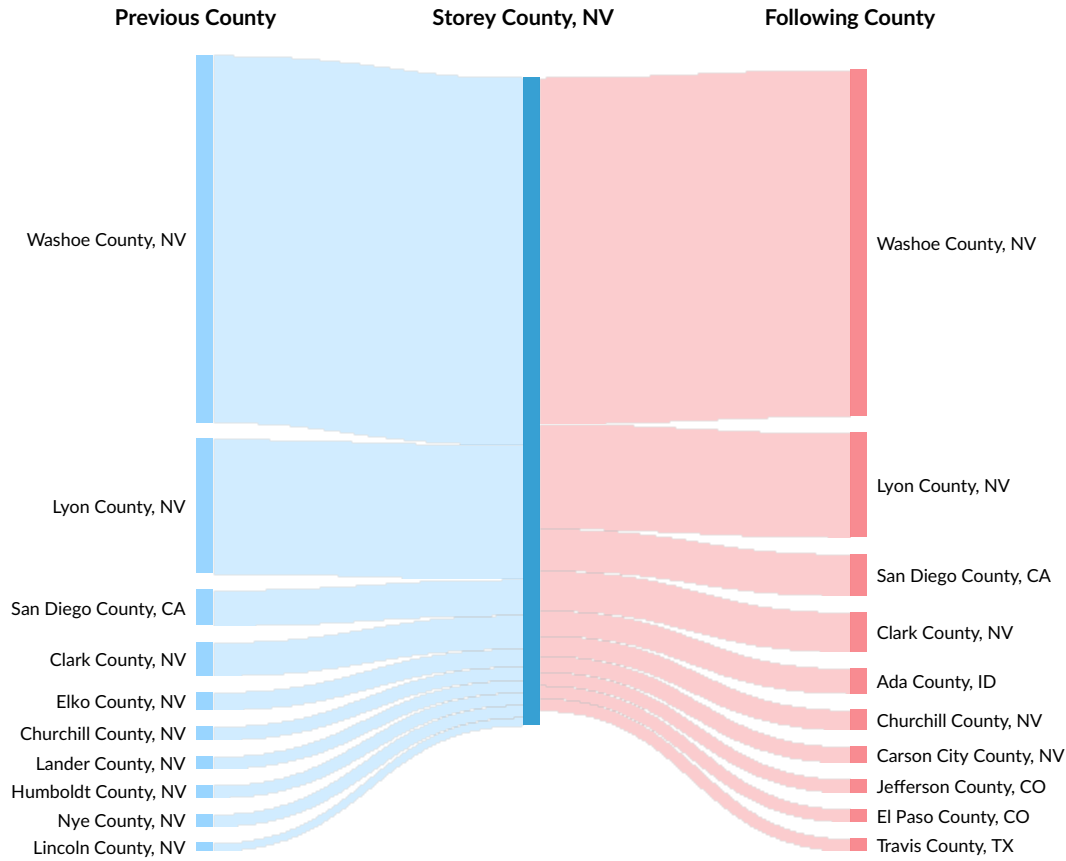 Previous County
Storey County, NV
Following County
Washoe County, NV
Lyon County, NV
San Diego County, CA
Clark County, NV
Elko County, NV
Churchill County, NV
Lander County, NV
Humboldt County, NV
Nye County, NV
Lincoln County, NV
Washoe County, NV
Lyon County, NV
San Diego County, CA
Clark County, NV
Ada County, ID
Churchill County, NV
Carson City County, NV
Jefferson County, CO
El Paso County, CO
Travis County, TX